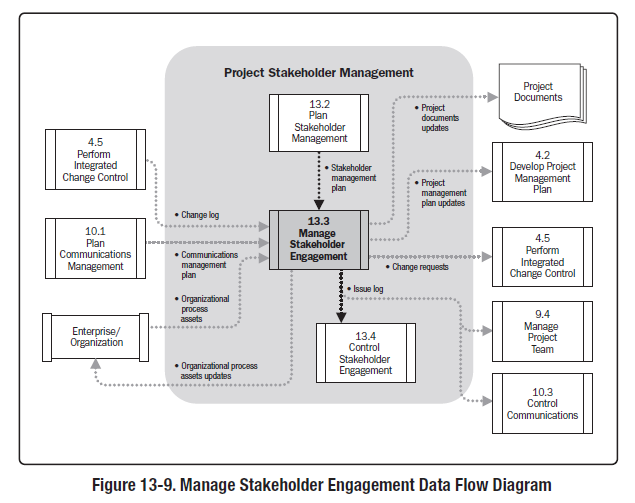 Project Stakeholder Management
13.2
Plan
Stakeholder
Management
• Stakeholder
management
plan
4.5
Perform
Integrated
Change Control
• Change log
10.1
Plan
Communications
Management
• Communications
management
plan
• Organizational
process
assets
Enterprise/
Organization
• Organizational process
assets updates
13.3
Manage
Stakeholder
Engagement
• Issue log
13.4
Control
Stakeholder
Engagement
• Project
documents
updates
• Project
management
plan updates
• Change requests
Project
Documents
4.2
Develop Project
Management
Plan
4.5
Perform
Integrated
Change Control
9.4
Manage
Project
Team
10.3
Control
Communications
Figure 13-9. Manage Stakeholder Engagement Data Flow Diagram